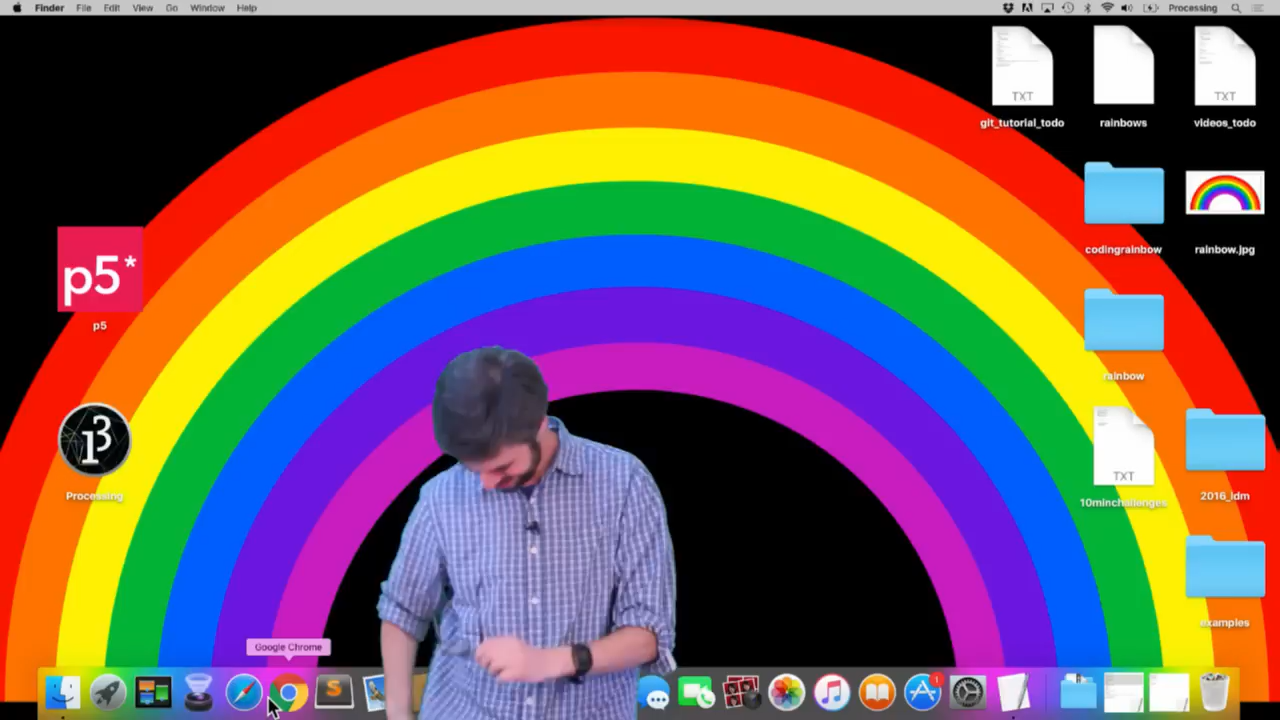 Finder File Edit View Go Window Help
Processing
TXT
TXT
git_tutorial_todo
rainbows
videos_todo
codingrainbow
rainbow.jpg
p5*
p5
rainbow
TXT
Processing
10minchallenges
2016_idm
examples
Google Chrome
S
1